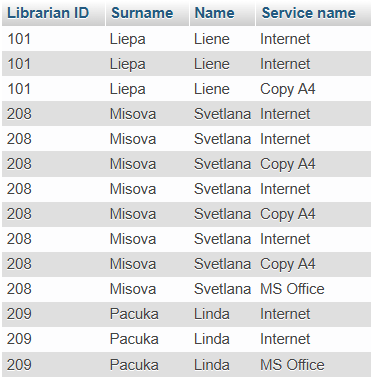 Librarian ID Surname Name Service name
101 Liepa Liene Internet
101 Liepa Liene Internet
101 Liepa Liene Copy A4
208 Misova Svetlana Internet
208 Misova Svetlana Internet
208 Misova Svetlana Copy A4
208 Misova Svetlana Internet
208 Misova Svetlana Copy A4
208 Misova Svetlana Internet
208 Misova Svetlana Copy A4
208 Misova Svetlana MS Office
209 Pacuka Linda Internet
209 Pacuka Linda Internet
209 Pacuka Linda MS Office